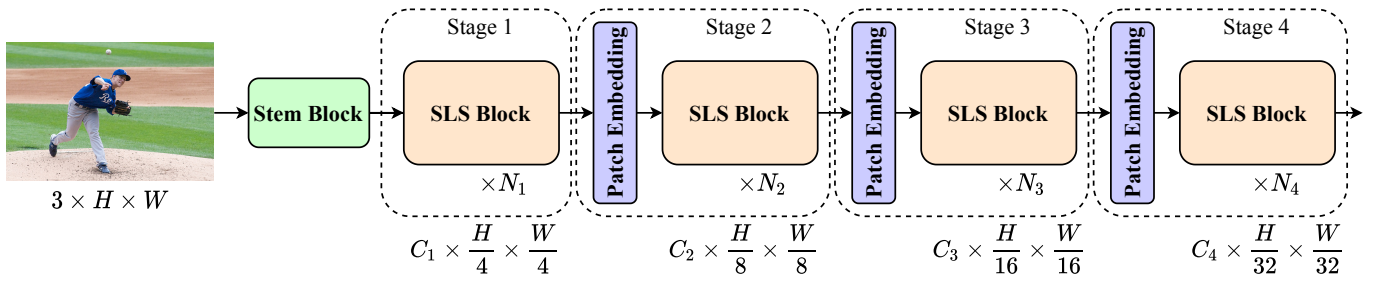 3 × H × W
Stem Block
Stage 1
SLS Block
×N₁
C₁ × H/4 × W/4
Stage 2
Patch Embedding
SLS Block
×N₂
C₂ × H/8 × W/8
Stage 3
Patch Embedding
SLS Block
×N₃
C₃ × H/16 × W/16
Stage 4
Patch Embedding
SLS Block
×N₄
C₄ × H/32 × W/32